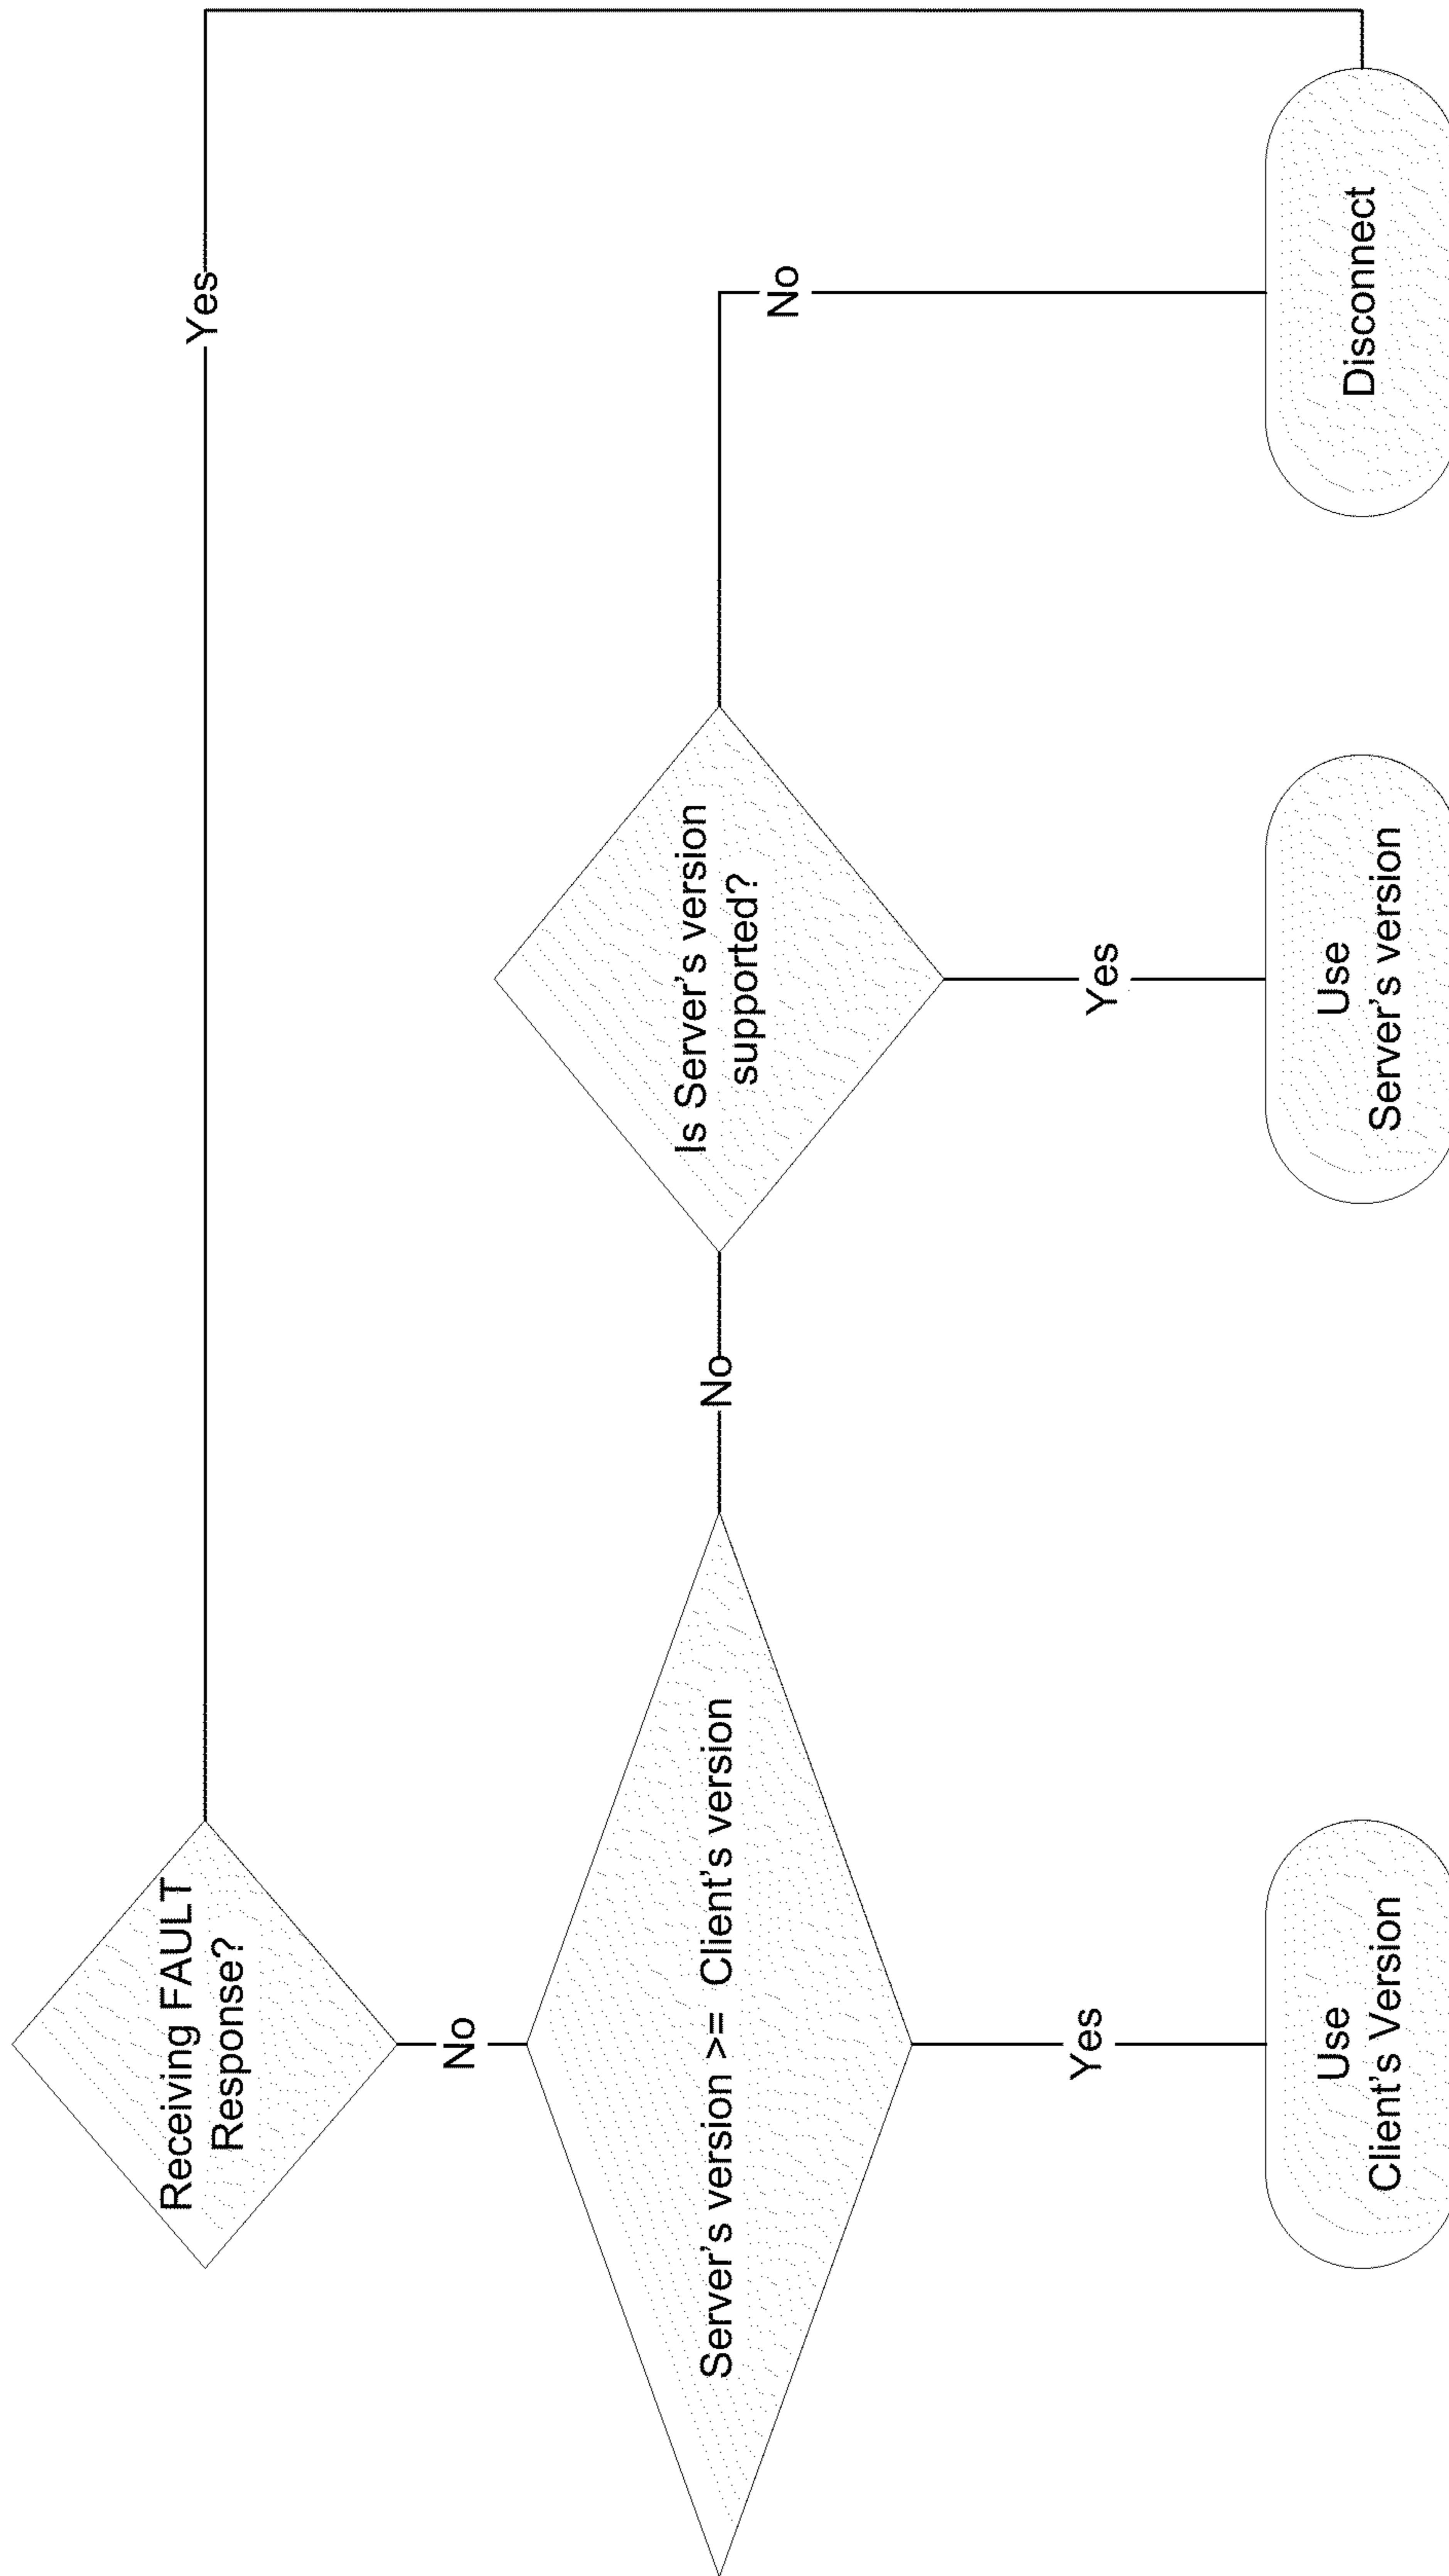 Receiving FAULT
Response?
Yes
No
Server's version >= Client's version
No
Is Server's version
supported?
No
Yes
Yes
Use
Client's Version
Use
Server's version
Disconnect